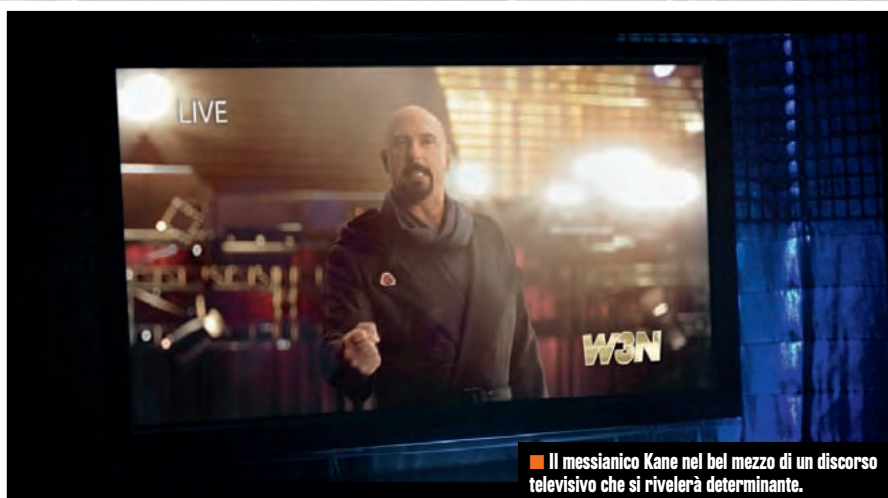 LIVE
W3N
Il messianico Kane nel bel mezzo di un discorso
televisivo che si rivelerà determinante.